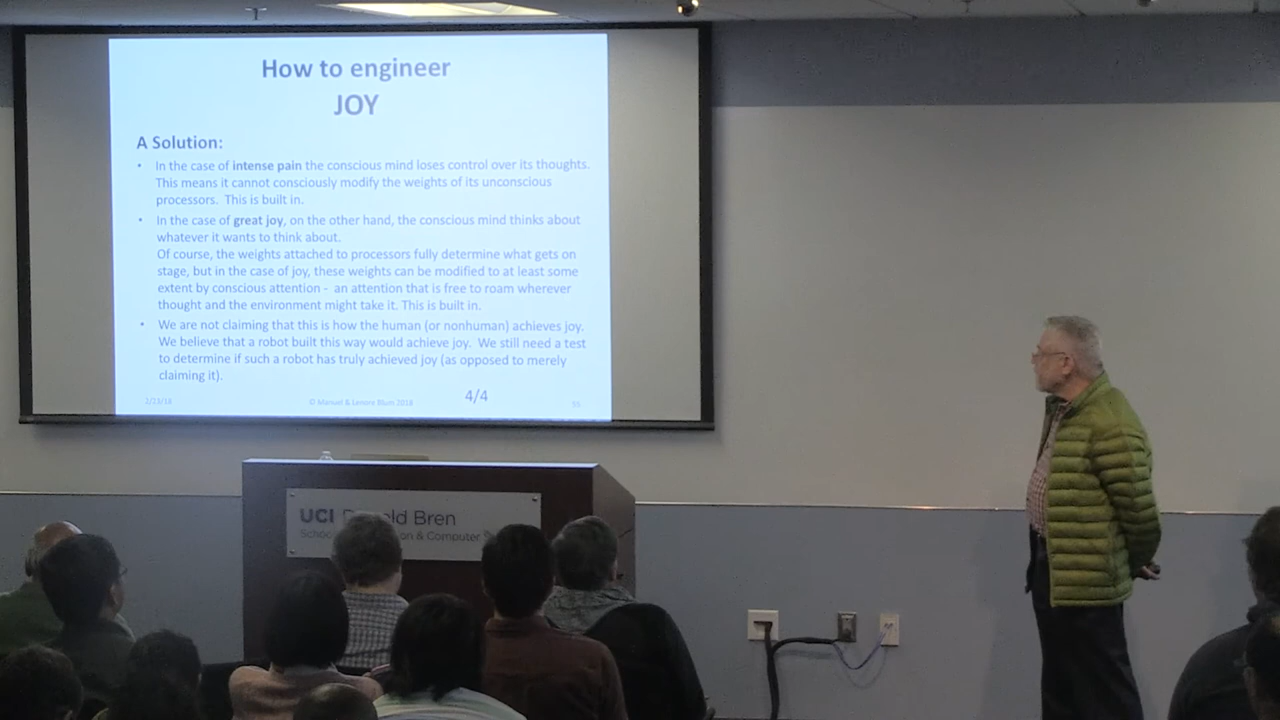 How to engineer
JOY
A Solution:
• In the case of intense pain the conscious mind loses control over its thoughts.
This means it cannot consciously modify the weights of its unconscious
processors. This is built in.
• In the case of great joy, on the other hand, the conscious mind thinks about
whatever it wants to think about.
Of course, the weights attached to processors fully determine what gets on
stage, but in the case of joy, these weights can be modified to at least some
extent by conscious attention - an attention that is free to roam wherever
thought and the environment might take it. This is built in.
• We are not claiming that this is how the human (or nonhuman) achieves joy.
We believe that a robot built this way would achieve joy. We still need a test
to determine if such a robot has truly achieved joy (as opposed to merely
claiming it).
2/23/18 © Manuel & Lenore Blum 2018 4/4 55
UCI Donald Bren
& Computer